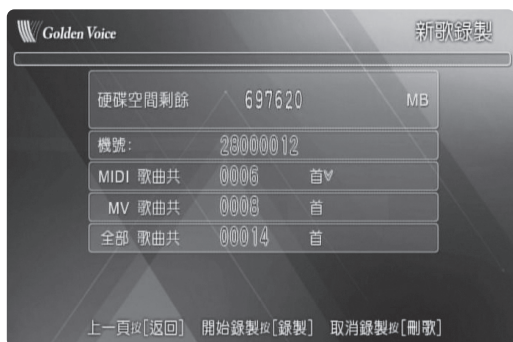 Golden Voice 新歌錄製
硬碟空間剩餘 697620 MB
機號: 28000012
MIDI 歌曲共 0006 首
MV 歌曲共 0008 首
全部 歌曲共 00014 首
上一頁按[返回] 開始錄製按[錄製] 取消錄製按[刪歌]